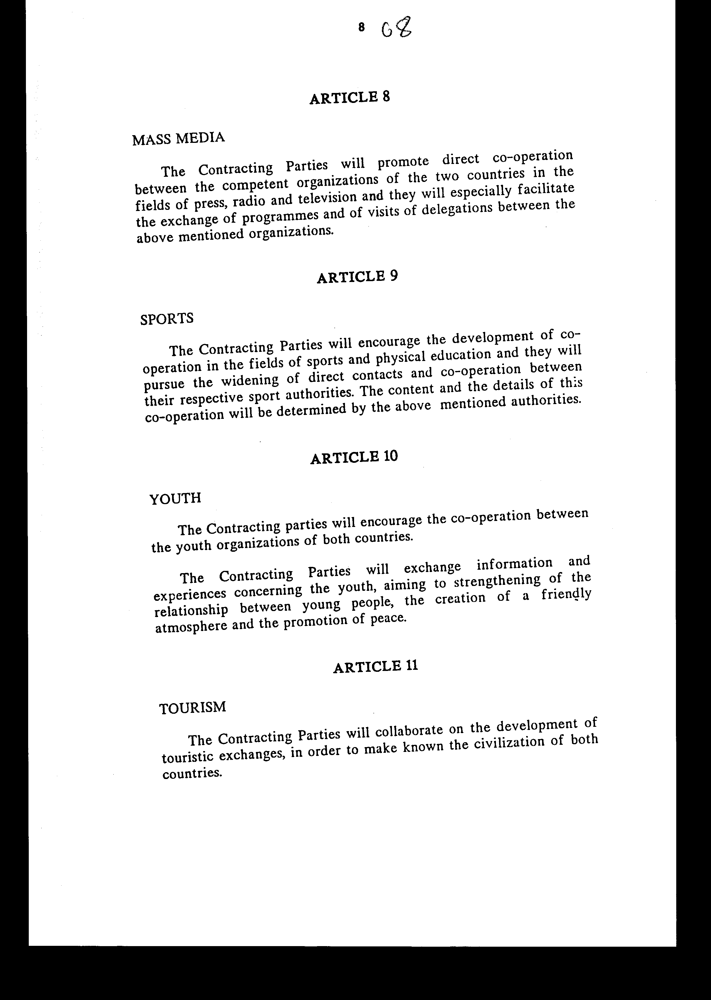 8 68
ARTICLE 8
MASS MEDIA
The Contracting Parties will promote direct co-operation
between the competent organizations of the two countries in the
fields of press, radio and television and they will especially facilitate
the exchange of programmes and of visits of delegations between the
above mentioned organizations.
ARTICLE 9
SPORTS
The Contracting Parties will encourage the development of co-
operation in the fields of sports and physical education and they will
pursue the widening of direct contacts and co-operation between
their respective sport authorities. The content and the details of this
co-operation will be determined by the above mentioned authorities.
ARTICLE 10
YOUTH
The Contracting parties will encourage the co-operation between
the youth organizations of both countries.
The Contracting Parties will exchange information and
experiences concerning the youth, aiming to strengthening of the
relationship between young people, the creation of a friendly
atmosphere and the promotion of peace.
ARTICLE 11
TOURISM
The Contracting Parties will collaborate on the development of
touristic exchanges, in order to make known the civilization of both
countries.